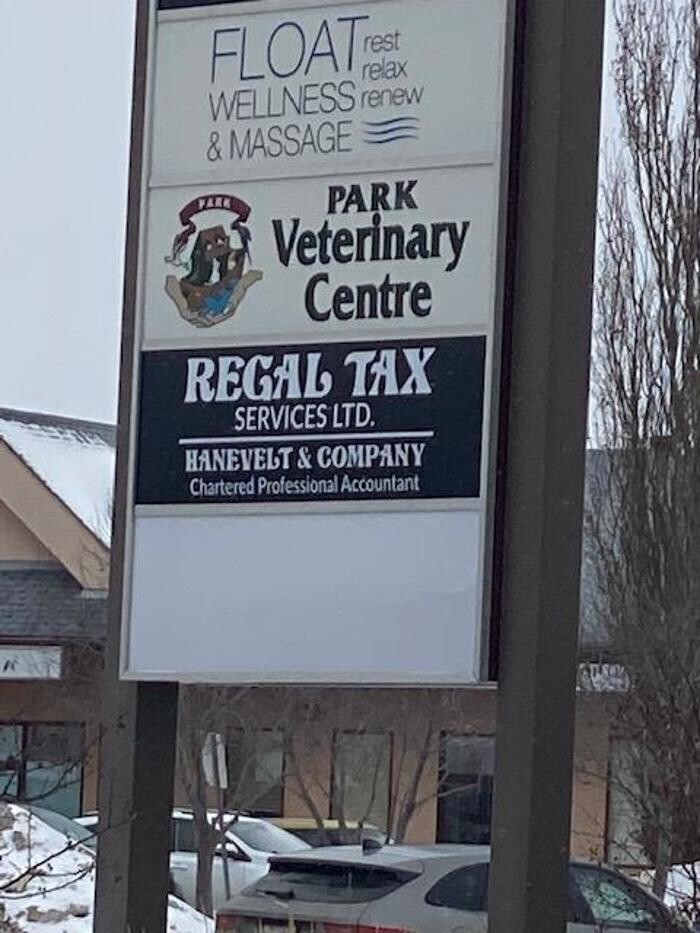 FLOAT rest
relax
WELLNESS renew
& MASSAGE
PARK
PARK
Veterinary
Centre
REGAL TAX
SERVICES LTD.
HANEVELT & COMPANY
Chartered Professional Accountant